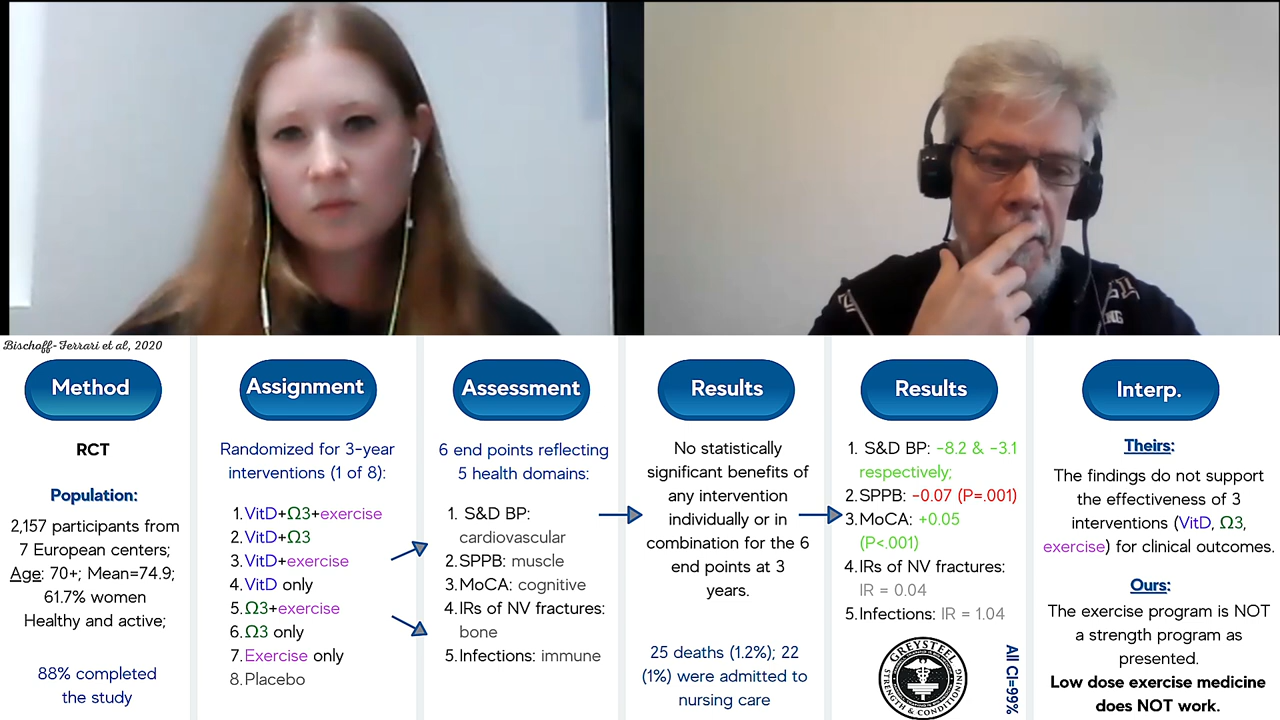 Bischoff-Ferrari et al, 2020
Method
RCT
Population:
2,157 participants from
7 European centers;
Age: 70+; Mean=74.9;
61.7% women
Healthy and active;
88% completed
the study
Assignment
Randomized for 3-year
interventions (1 of 8):
1. VitD+Ω3+exercise
2. VitD+Ω3
3. VitD+exercise
4. VitD only
5. Ω3+exercise
6. Ω3 only
7. Exercise only
8. Placebo
Assessment
6 end points reflecting
5 health domains:
1. S&D BP:
cardiovascular
2. SPPB: muscle
3. MoCA: cognitive
4. IRs of NV fractures:
bone
5. Infections: immune
Results
No statistically
significant benefits of
any intervention
individually or in
combination for the 6
end points at 3
years.
25 deaths (1.2%); 22
(1%) were admitted to
nursing care
Results
1. S&D BP: -8.2 & -3.1
respectively;
2. SPPB: -0.07 (P=.001)
3. MoCA: +0.05
(P<.001)
4. IRs of NV fractures:
IR = 0.04
5. Infections: IR = 1.04
GREYSTEEL
STRENGTH & CONDITIONING
All CI=99%
Interp.
Theirs:
The findings do not support
the effectiveness of 3
interventions (VitD, Ω3,
exercise) for clinical outcomes.
Ours:
The exercise program is NOT
a strength program as
presented.
Low dose exercise medicine
does NOT work.